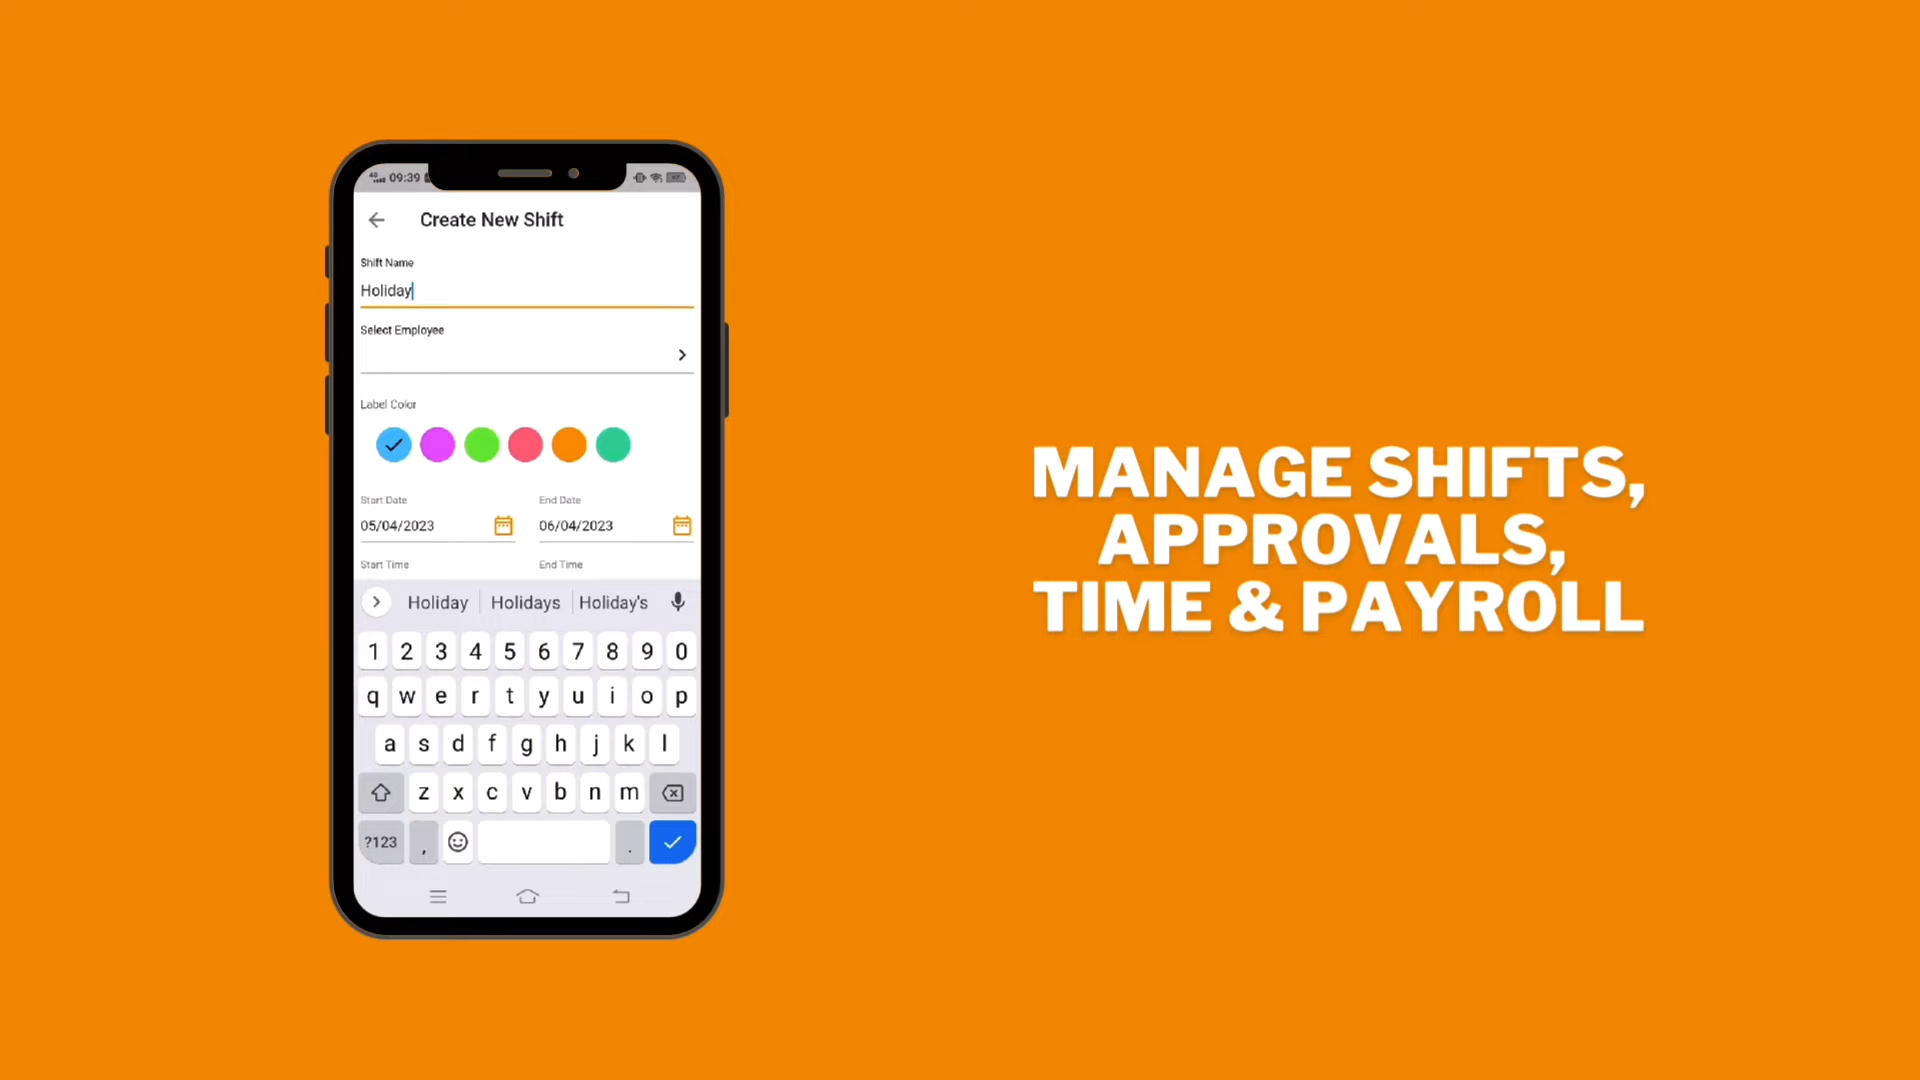 09:39
Create New Shift
Shift Name
Holiday
Select Employee
Label Color
Start Date End Date
05/04/2023 06/04/2023
Start Time End Time
Holiday Holidays Holiday's
1 2 3 4 5 6 7 8 9 0
q w e r t y u i o p
a s d f g h j k l
z x c v b n m
?123 , .
MANAGE SHIFTS,
APPROVALS,
TIME & PAYROLL